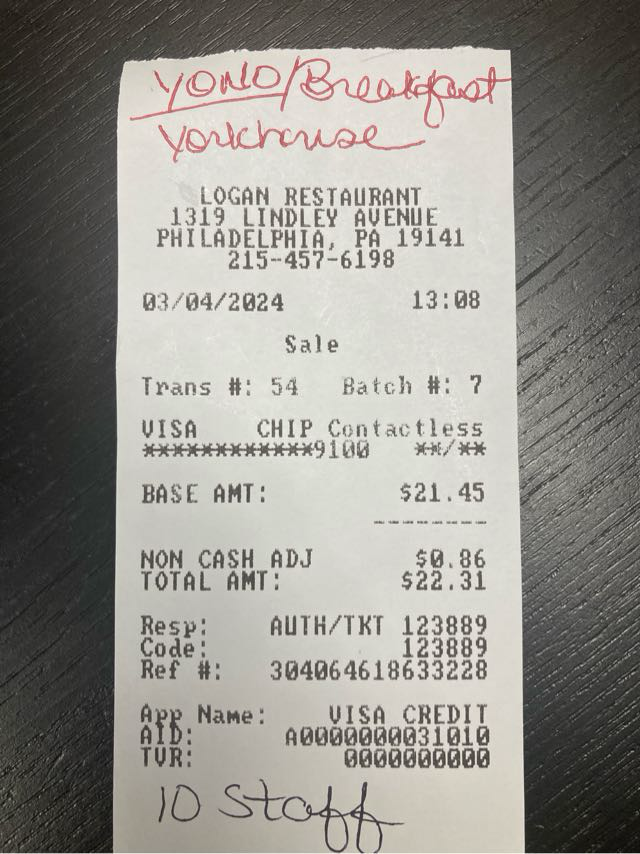 YONO/Breakfast
Yorkhouse
LOGAN RESTAURANT
1319 LINDLEY AVENUE
PHILADELPHIA, PA 19141
215-457-6198
03/04/2024 13:08
Sale
Trans #: 54 Batch #: 7
VISA CHIP Contactless
************9100 **/**
BASE AMT: $21.45
--------
NON CASH ADJ $0.86
TOTAL AMT: $22.31
Resp: AUTH/TKT 123889
Code: 123889
Ref #: 304064618633228
App Name: VISA CREDIT
AID: A0000000031010
TVR: 0000000000
10 Staff